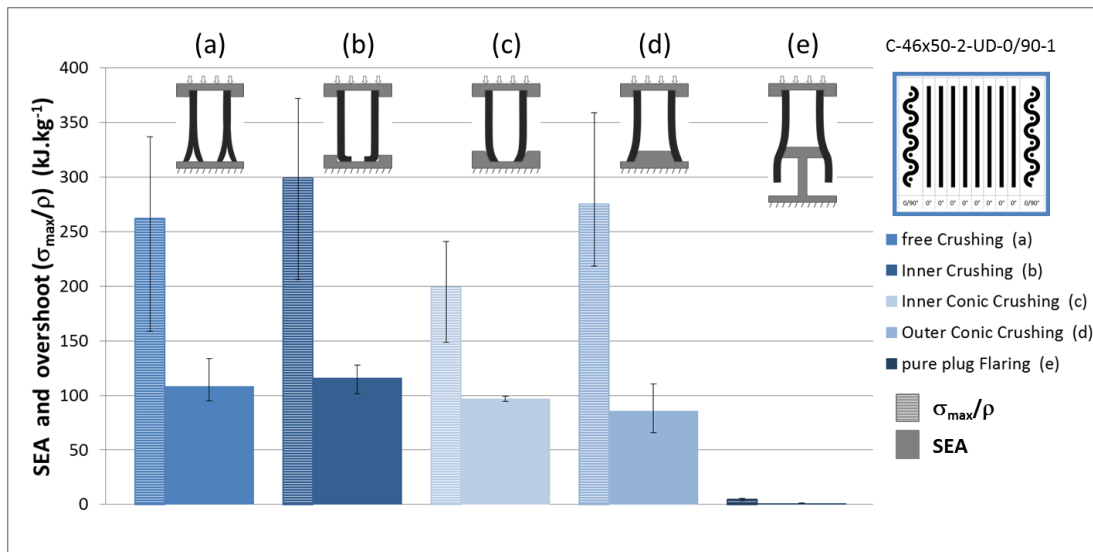 (a) (b) (c) (d) (e)
C-46x50-2-UD-0/90-1
SEA and overshoot (σmax/ρ) (kJ.kg-1)
400
350
300
250
200
150
100
50
0
0/90° 0° 0° 0° 0° 0° 0° 0° 0° 0/90°
free Crushing (a)
Inner Crushing (b)
Inner Conic Crushing (c)
Outer Conic Crushing (d)
pure plug Flaring (e)
σmax/ρ
SEA